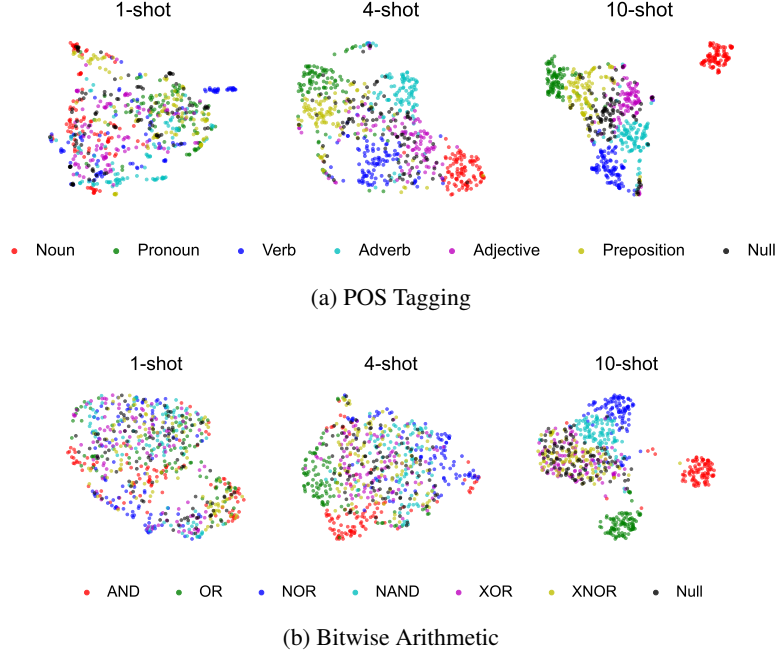 1-shot 4-shot 10-shot
Noun Pronoun Verb Adverb Adjective Preposition Null
(a) POS Tagging
1-shot 4-shot 10-shot
AND OR NOR NAND XOR XNOR Null
(b) Bitwise Arithmetic